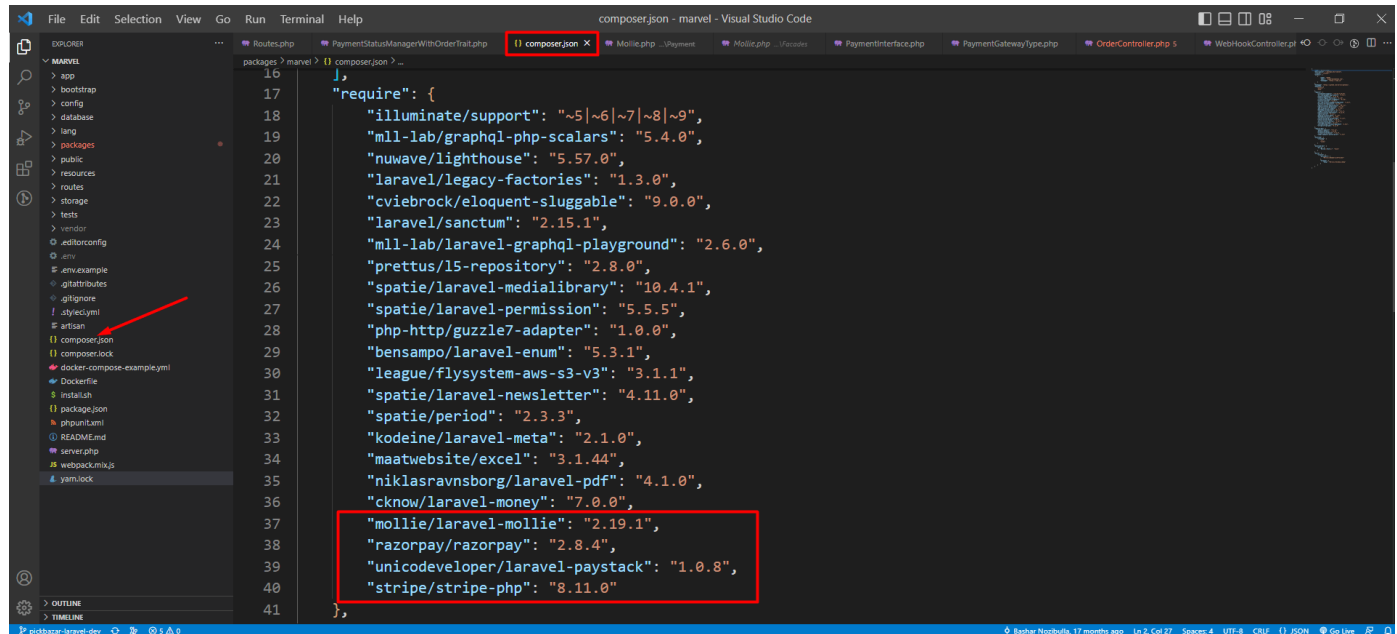 File Edit Selection View Go Run Terminal Help composer.json - marvel - Visual Studio Code
EXPLORER ...
Routes.php PaymentStatusManagerWithOrderTrait.php {} composer.json × Mollie.php ...\Payment Mollie.php ...\Facades PaymentInterface.php PaymentGatewayType.php OrderController.php 5 WebHookController.ph
packages > marvel > {} composer.json > ...
MARVEL
> app
> bootstrap
> config
> database
> lang
> packages
> public
> resources
> routes
> storage
> tests
> vendor
.editorconfig
.env
.env.example
.gitattributes
.gitignore
! .styleci.yml
artisan
{} composer.json
{} composer.lock
docker-compose-example.yml
Dockerfile
$ install.sh
{} package.json
phpunit.xml
README.md
server.php
JS webpack.mix.js
yarn.lock
> OUTLINE
> TIMELINE
16 ],
17 "require": {
18 "illuminate/support": "~5|~6|~7|~8|~9",
19 "mll-lab/graphql-php-scalars": "5.4.0",
20 "nuwave/lighthouse": "5.57.0",
21 "laravel/legacy-factories": "1.3.0",
22 "cviebrock/eloquent-sluggable": "9.0.0",
23 "laravel/sanctum": "2.15.1",
24 "mll-lab/laravel-graphql-playground": "2.6.0",
25 "prettus/l5-repository": "2.8.0",
26 "spatie/laravel-medialibrary": "10.4.1",
27 "spatie/laravel-permission": "5.5.5",
28 "php-http/guzzle7-adapter": "1.0.0",
29 "bensampo/laravel-enum": "5.3.1",
30 "league/flysystem-aws-s3-v3": "3.1.1",
31 "spatie/laravel-newsletter": "4.11.0",
32 "spatie/period": "2.3.3",
33 "kodeine/laravel-meta": "2.1.0",
34 "maatwebsite/excel": "3.1.44",
35 "niklasravnsborg/laravel-pdf": "4.1.0",
36 "cknow/laravel-money": "7.0.0",
37 "mollie/laravel-mollie": "2.19.1",
38 "razorpay/razorpay": "2.8.4",
39 "unicodeveloper/laravel-paystack": "1.0.8",
40 "stripe/stripe-php": "8.11.0"
41 },
pickbazar-laravel-dev 5 0 Bashar Nozibulla, 17 months ago Ln 2, Col 27 Spaces: 4 UTF-8 CRLF {} JSON Go Live